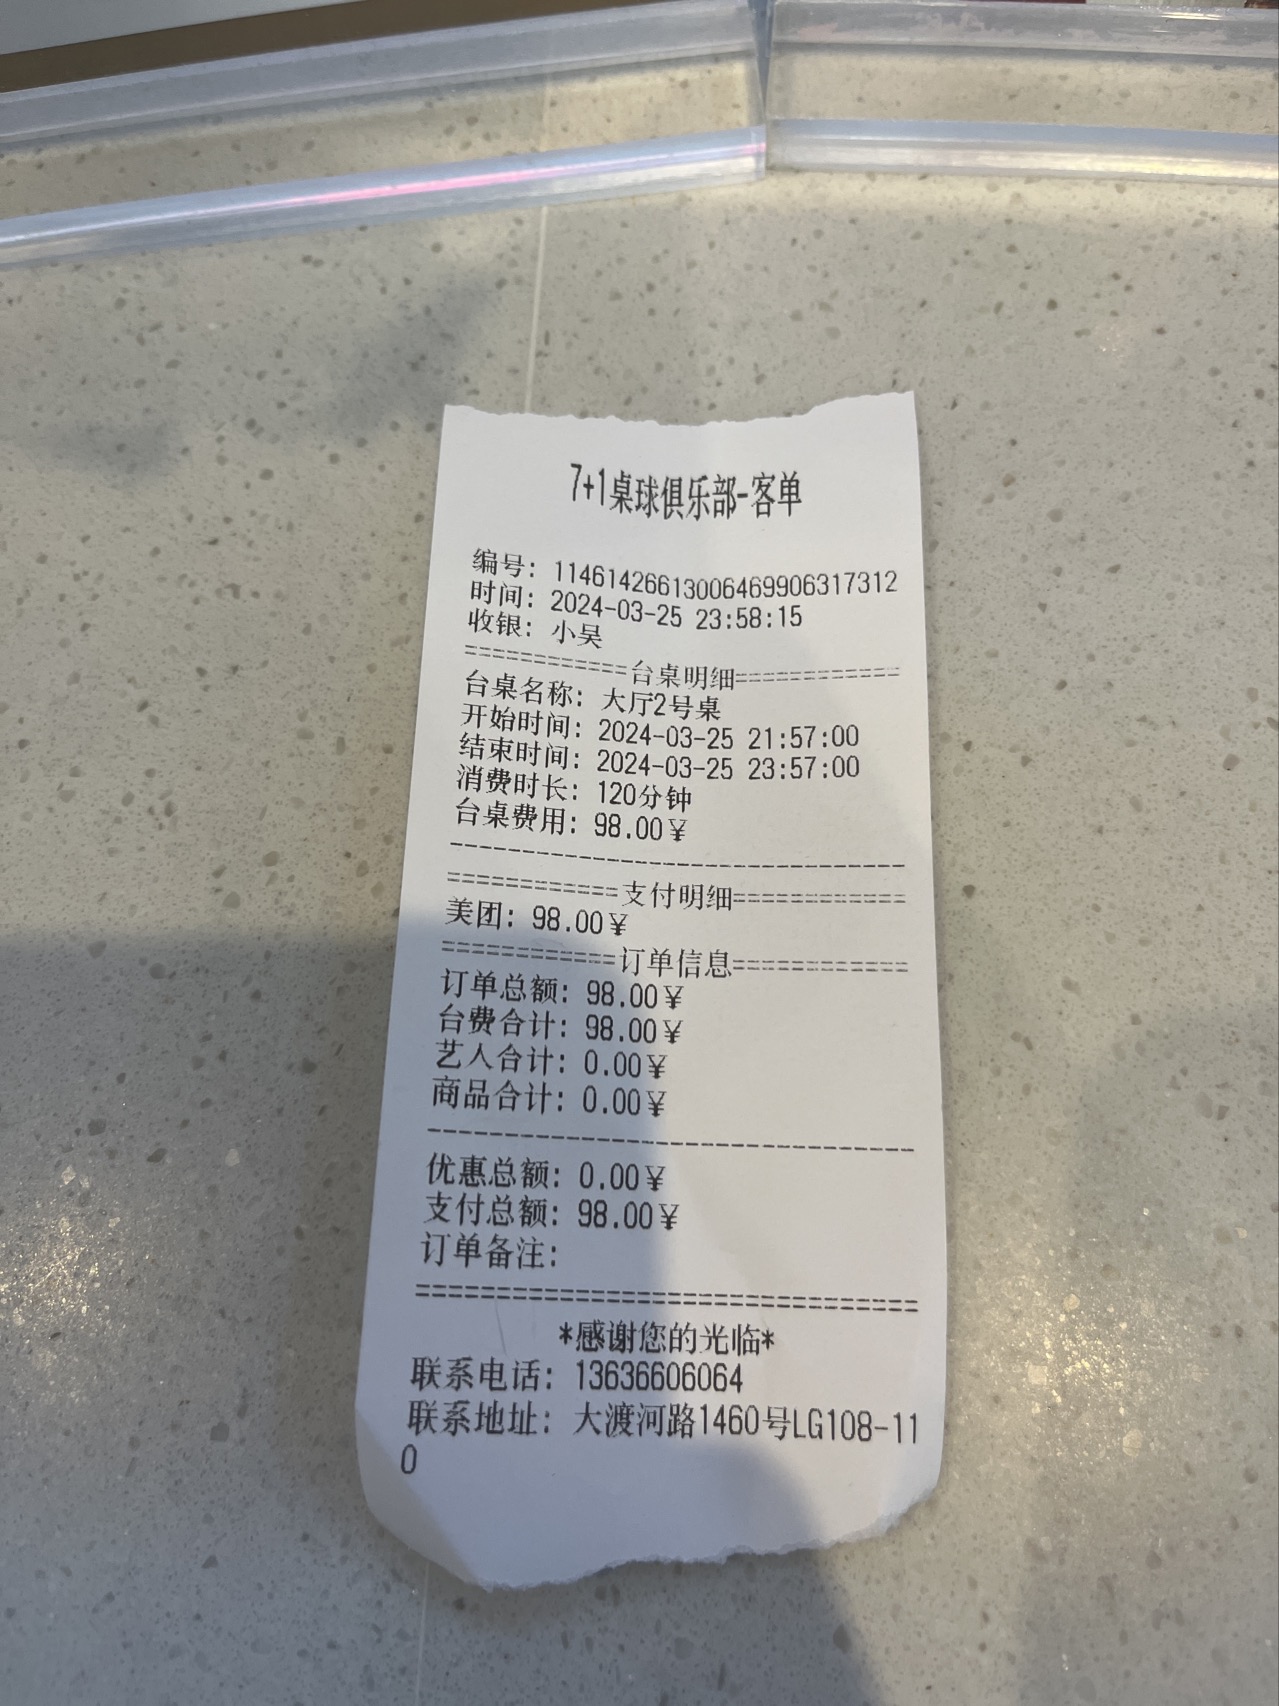 7+1桌球俱乐部-客单
编号: 11461426613006469906317312
时间: 2024-03-25 23:58:15
收银: 小吴
============台桌明细============
台桌名称: 大厅2号桌
开始时间: 2024-03-25 21:57:00
结束时间: 2024-03-25 23:57:00
消费时长: 120分钟
台桌费用: 98.00¥
--------------------------------
============支付明细============
美团: 98.00¥
============订单信息============
订单总额: 98.00¥
台费合计: 98.00¥
艺人合计: 0.00¥
商品合计: 0.00¥
--------------------------------
优惠总额: 0.00¥
支付总额: 98.00¥
订单备注:
================================
*感谢您的光临*
联系电话: 13636606064
联系地址: 大渡河路1460号LG108-11
0